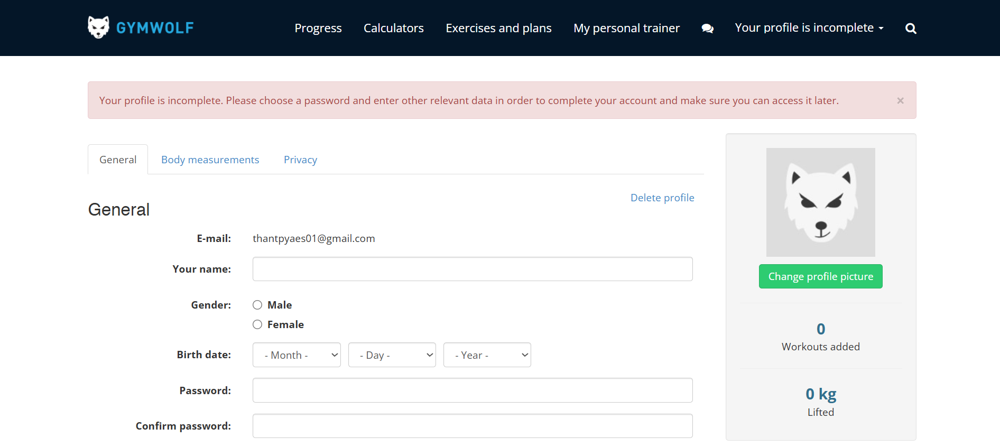 GYMWOLF
Progress
Calculators
Exercises and plans
My personal trainer
Your profile is incomplete
Your profile is incomplete. Please choose a password and enter other relevant data in order to complete your account and make sure you can access it later.
×
General
Body measurements
Privacy
Delete profile
General
E-mail: thantpyaes01@gmail.com
Your name:
Gender: Male
Female
Birth date: - Month - - Day - - Year -
Password:
Confirm password:
Change profile picture
0
Workouts added
0 kg
Lifted